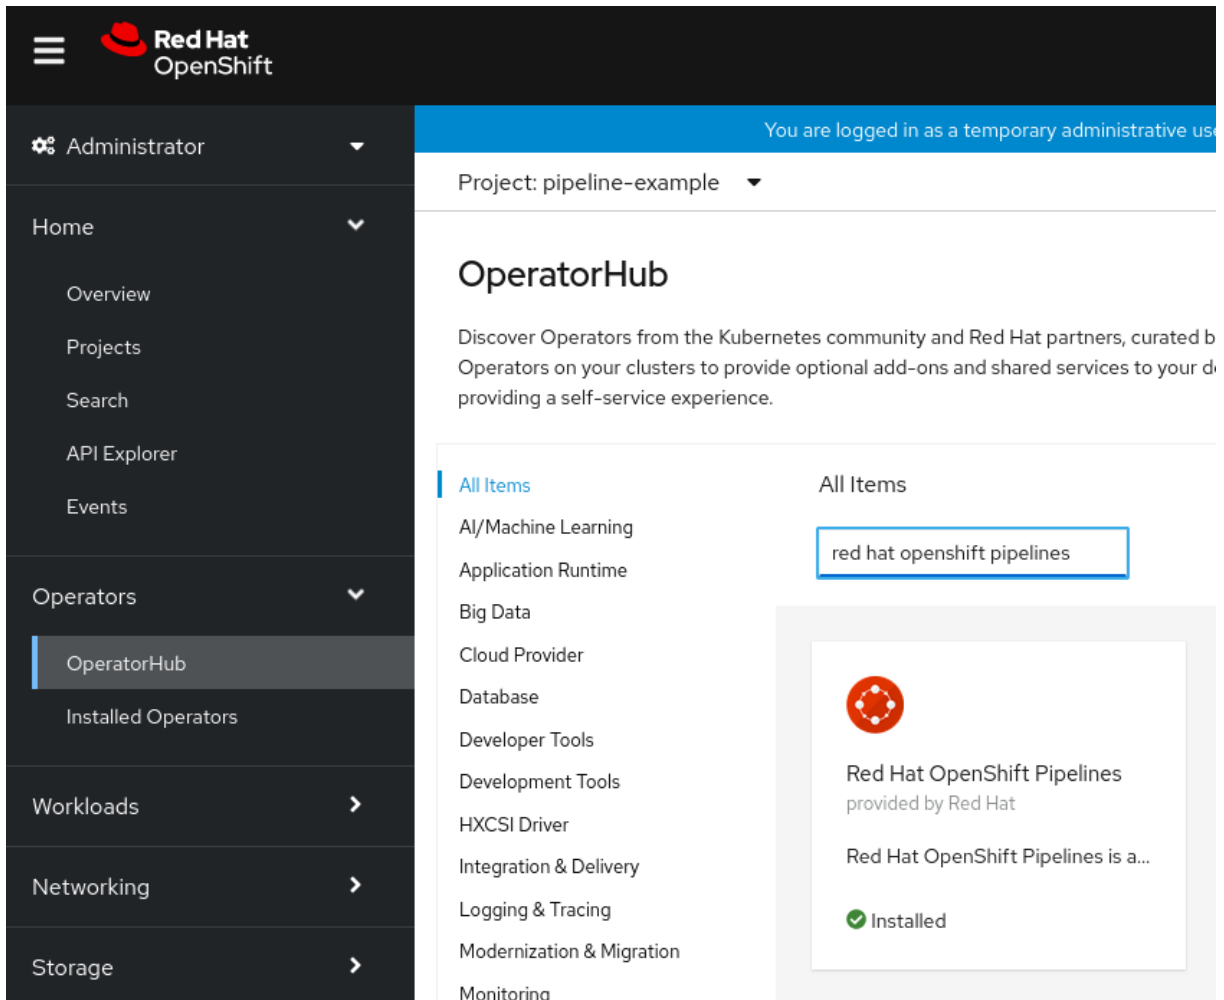 Red Hat
OpenShift
Administrator
Home
Overview
Projects
Search
API Explorer
Events
Operators
OperatorHub
Installed Operators
Workloads
Networking
Storage
You are logged in as a temporary administrative use
Project: pipeline-example
OperatorHub
Discover Operators from the Kubernetes community and Red Hat partners, curated b
Operators on your clusters to provide optional add-ons and shared services to your de
providing a self-service experience.
All Items
AI/Machine Learning
Application Runtime
Big Data
Cloud Provider
Database
Developer Tools
Development Tools
HXCSI Driver
Integration & Delivery
Logging & Tracing
Modernization & Migration
Monitoring
All Items
red hat openshift pipelines
Red Hat OpenShift Pipelines
provided by Red Hat
Red Hat OpenShift Pipelines is a...
Installed